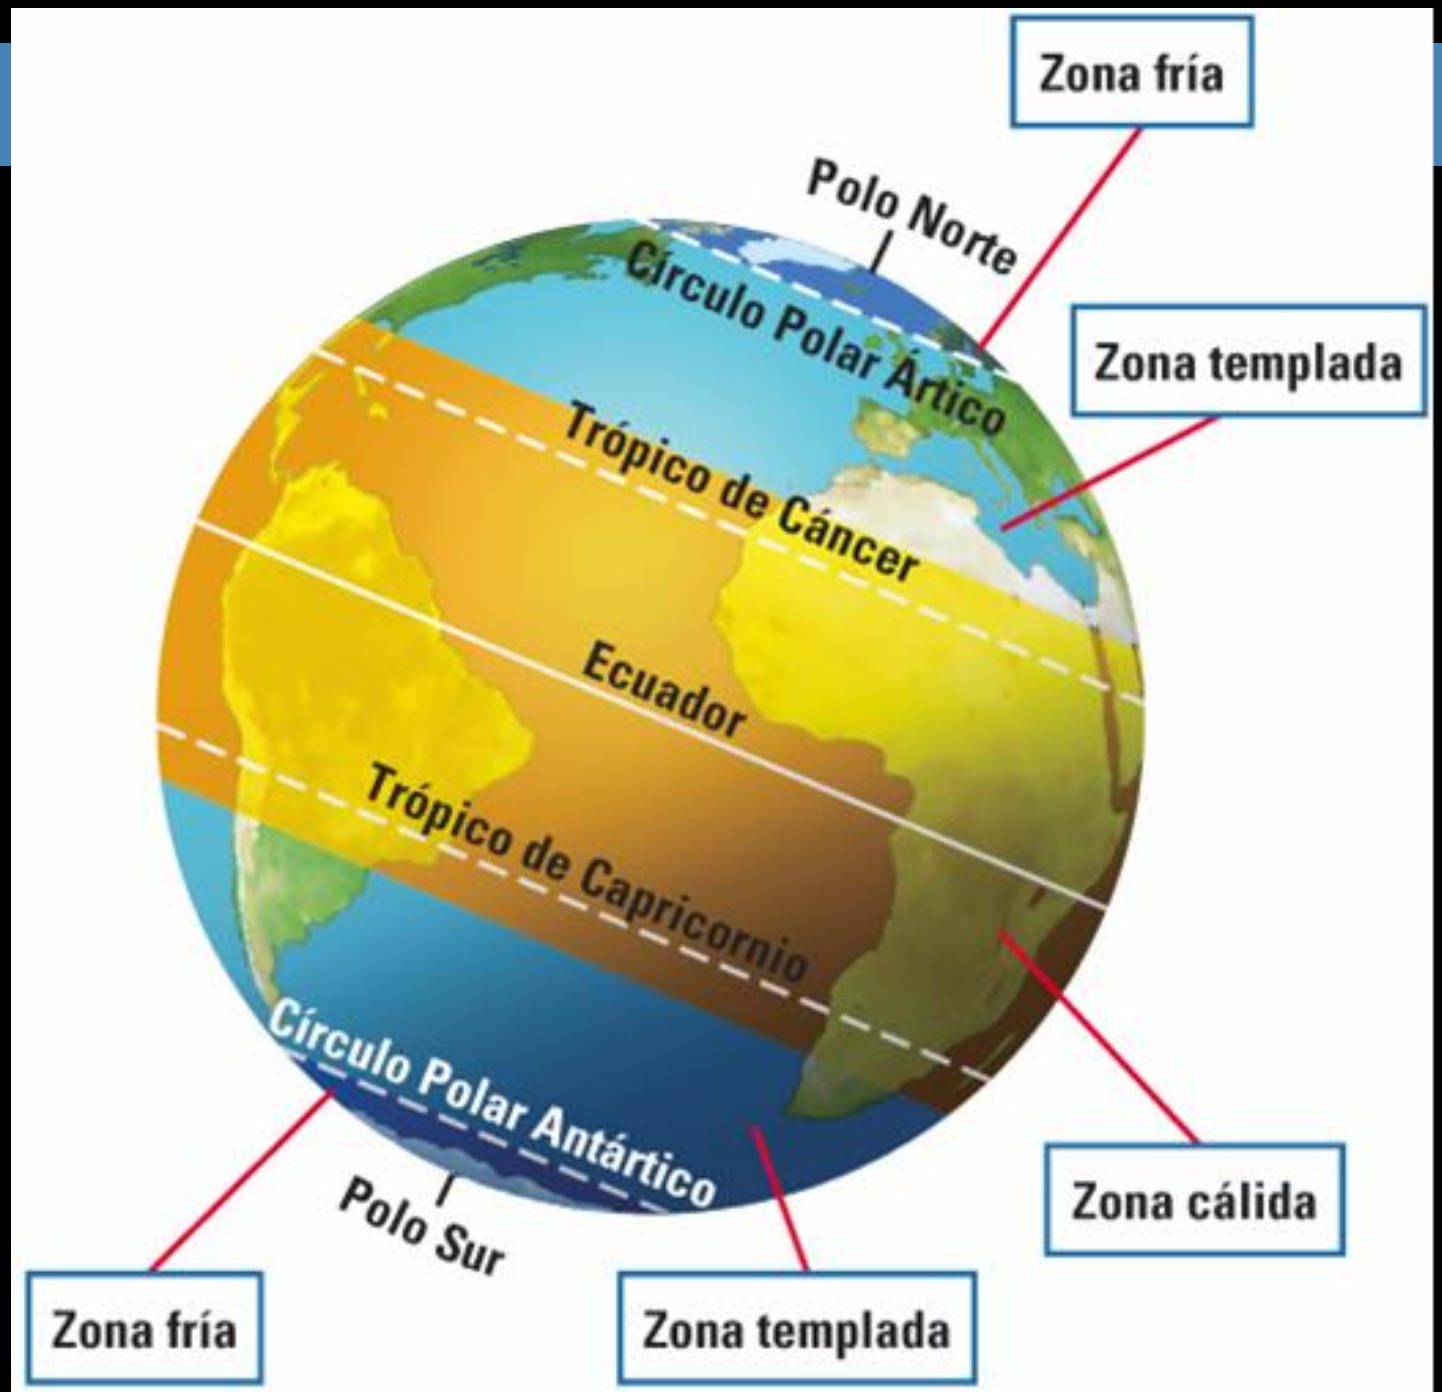 Zona fría
Polo Norte
Círculo Polar Ártico
Zona templada
Trópico de Cáncer
Ecuador
Trópico de Capricornio
Círculo Polar Antártico
Polo Sur
Zona cálida
Zona fría
Zona templada